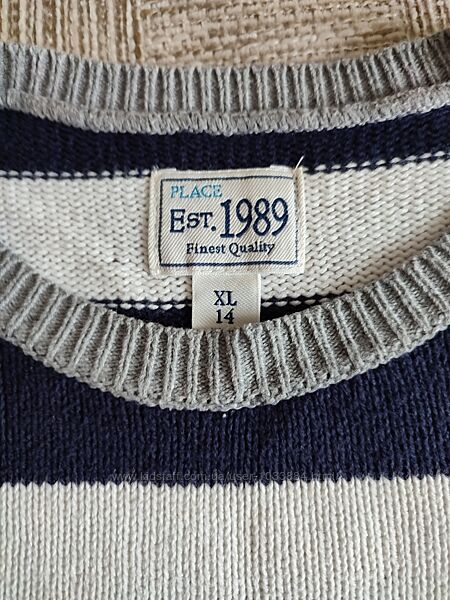 PLACE
EST. 1989
Finest Quality
XL
14